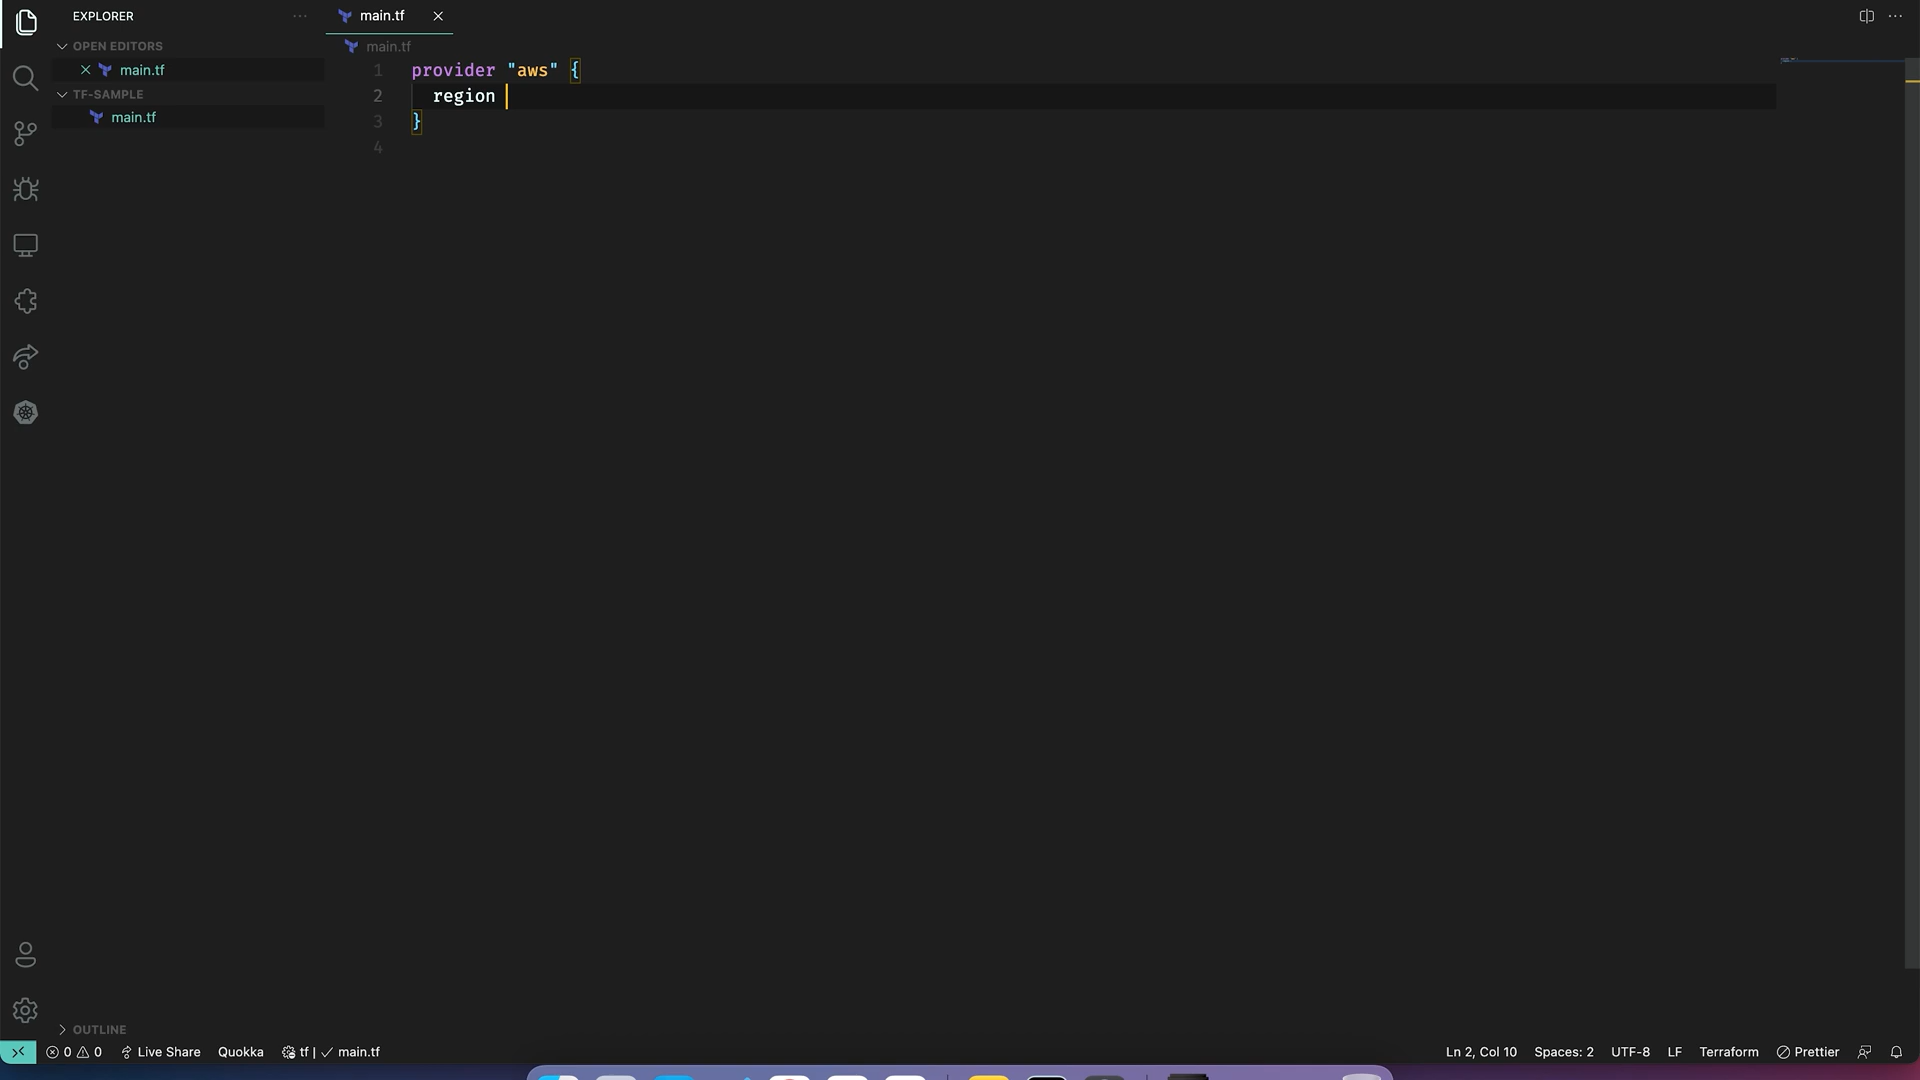 EXPLORER
OPEN EDITORS
main.tf
TF-SAMPLE
main.tf
OUTLINE
main.tf
main.tf
1 provider "aws" {
2 region
3 }
4
0 0 Live Share Quokka tf | main.tf
Ln 2, Col 10 Spaces: 2 UTF-8 LF Terraform Prettier